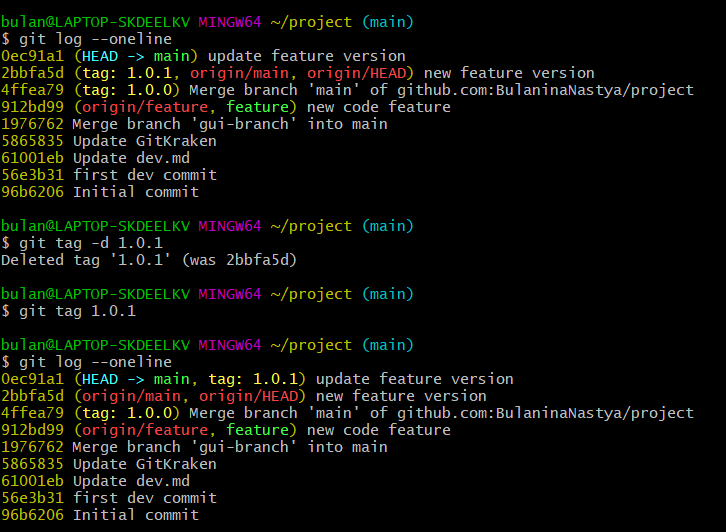 bulan@LAPTOP-SKDEELKV MINGW64 ~/project (main)
$ git log --oneline
0ec91a1 (HEAD -> main) update feature version
2bbfa5d (tag: 1.0.1, origin/main, origin/HEAD) new feature version
4ffea79 (tag: 1.0.0) Merge branch 'main' of github.com:BulaninaNastya/project
912bd99 (origin/feature, feature) new code feature
1976762 Merge branch 'gui-branch' into main
5865835 Update GitKraken
61001eb Update dev.md
56e3b31 first dev commit
96b6206 Initial commit
bulan@LAPTOP-SKDEELKV MINGW64 ~/project (main)
$ git tag -d 1.0.1
Deleted tag '1.0.1' (was 2bbfa5d)
bulan@LAPTOP-SKDEELKV MINGW64 ~/project (main)
$ git tag 1.0.1
bulan@LAPTOP-SKDEELKV MINGW64 ~/project (main)
$ git log --oneline
0ec91a1 (HEAD -> main, tag: 1.0.1) update feature version
2bbfa5d (origin/main, origin/HEAD) new feature version
4ffea79 (tag: 1.0.0) Merge branch 'main' of github.com:BulaninaNastya/project
912bd99 (origin/feature, feature) new code feature
1976762 Merge branch 'gui-branch' into main
5865835 Update GitKraken
61001eb Update dev.md
56e3b31 first dev commit
96b6206 Initial commit